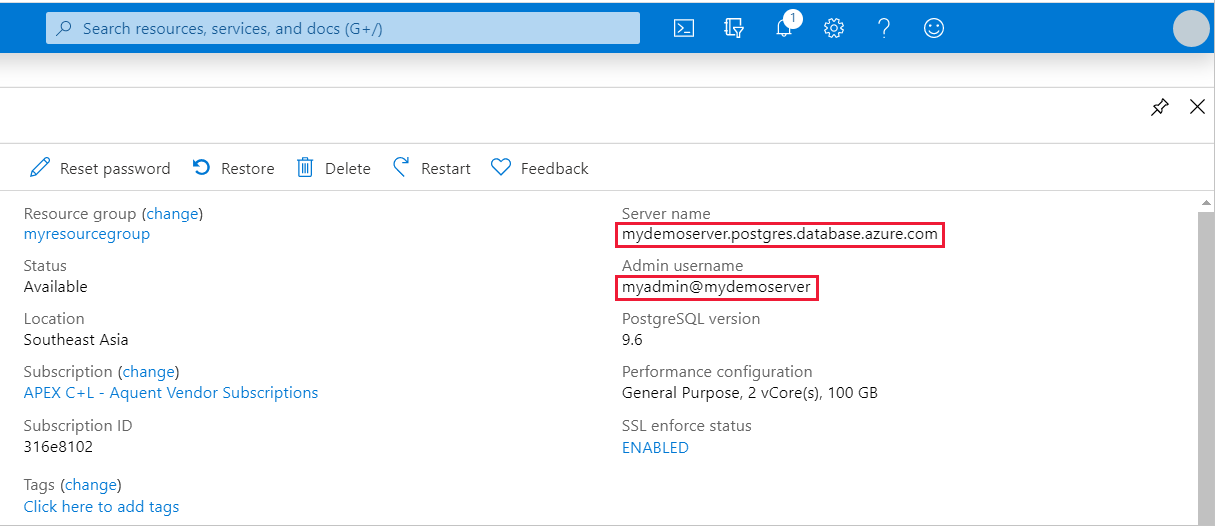 Search resources, services, and docs (G+/)
1
Reset password
Restore
Delete
Restart
Feedback
Resource group (change)
myresourcegroup
Status
Available
Location
Southeast Asia
Subscription (change)
APEX C+L - Aquent Vendor Subscriptions
Subscription ID
316e8102
Tags (change)
Click here to add tags
Server name
mydemoserver.postgres.database.azure.com
Admin username
myadmin@mydemoserver
PostgreSQL version
9.6
Performance configuration
General Purpose, 2 vCore(s), 100 GB
SSL enforce status
ENABLED